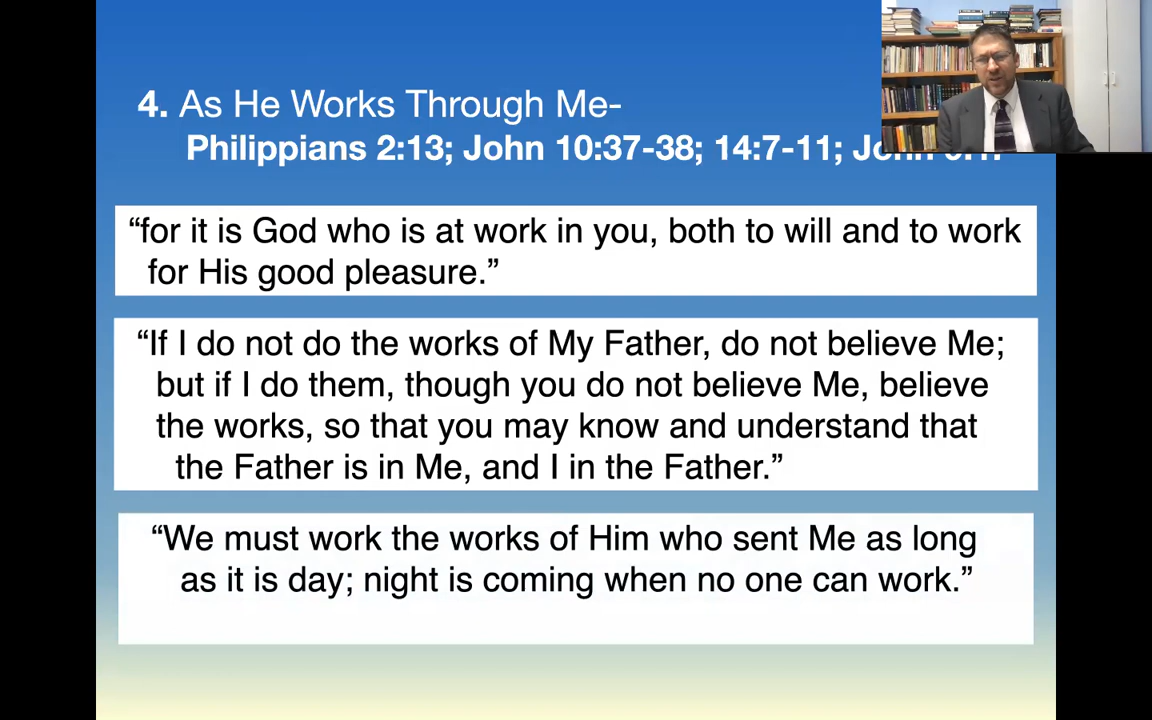 4. As He Works Through Me-
Philippians 2:13; John 10:37-38; 14:7-11;
“for it is God who is at work in you, both to will and to work
for His good pleasure.”
“If I do not do the works of My Father, do not believe Me;
but if I do them, though you do not believe Me, believe
the works, so that you may know and understand that
the Father is in Me, and I in the Father.”
“We must work the works of Him who sent Me as long
as it is day; night is coming when no one can work.”